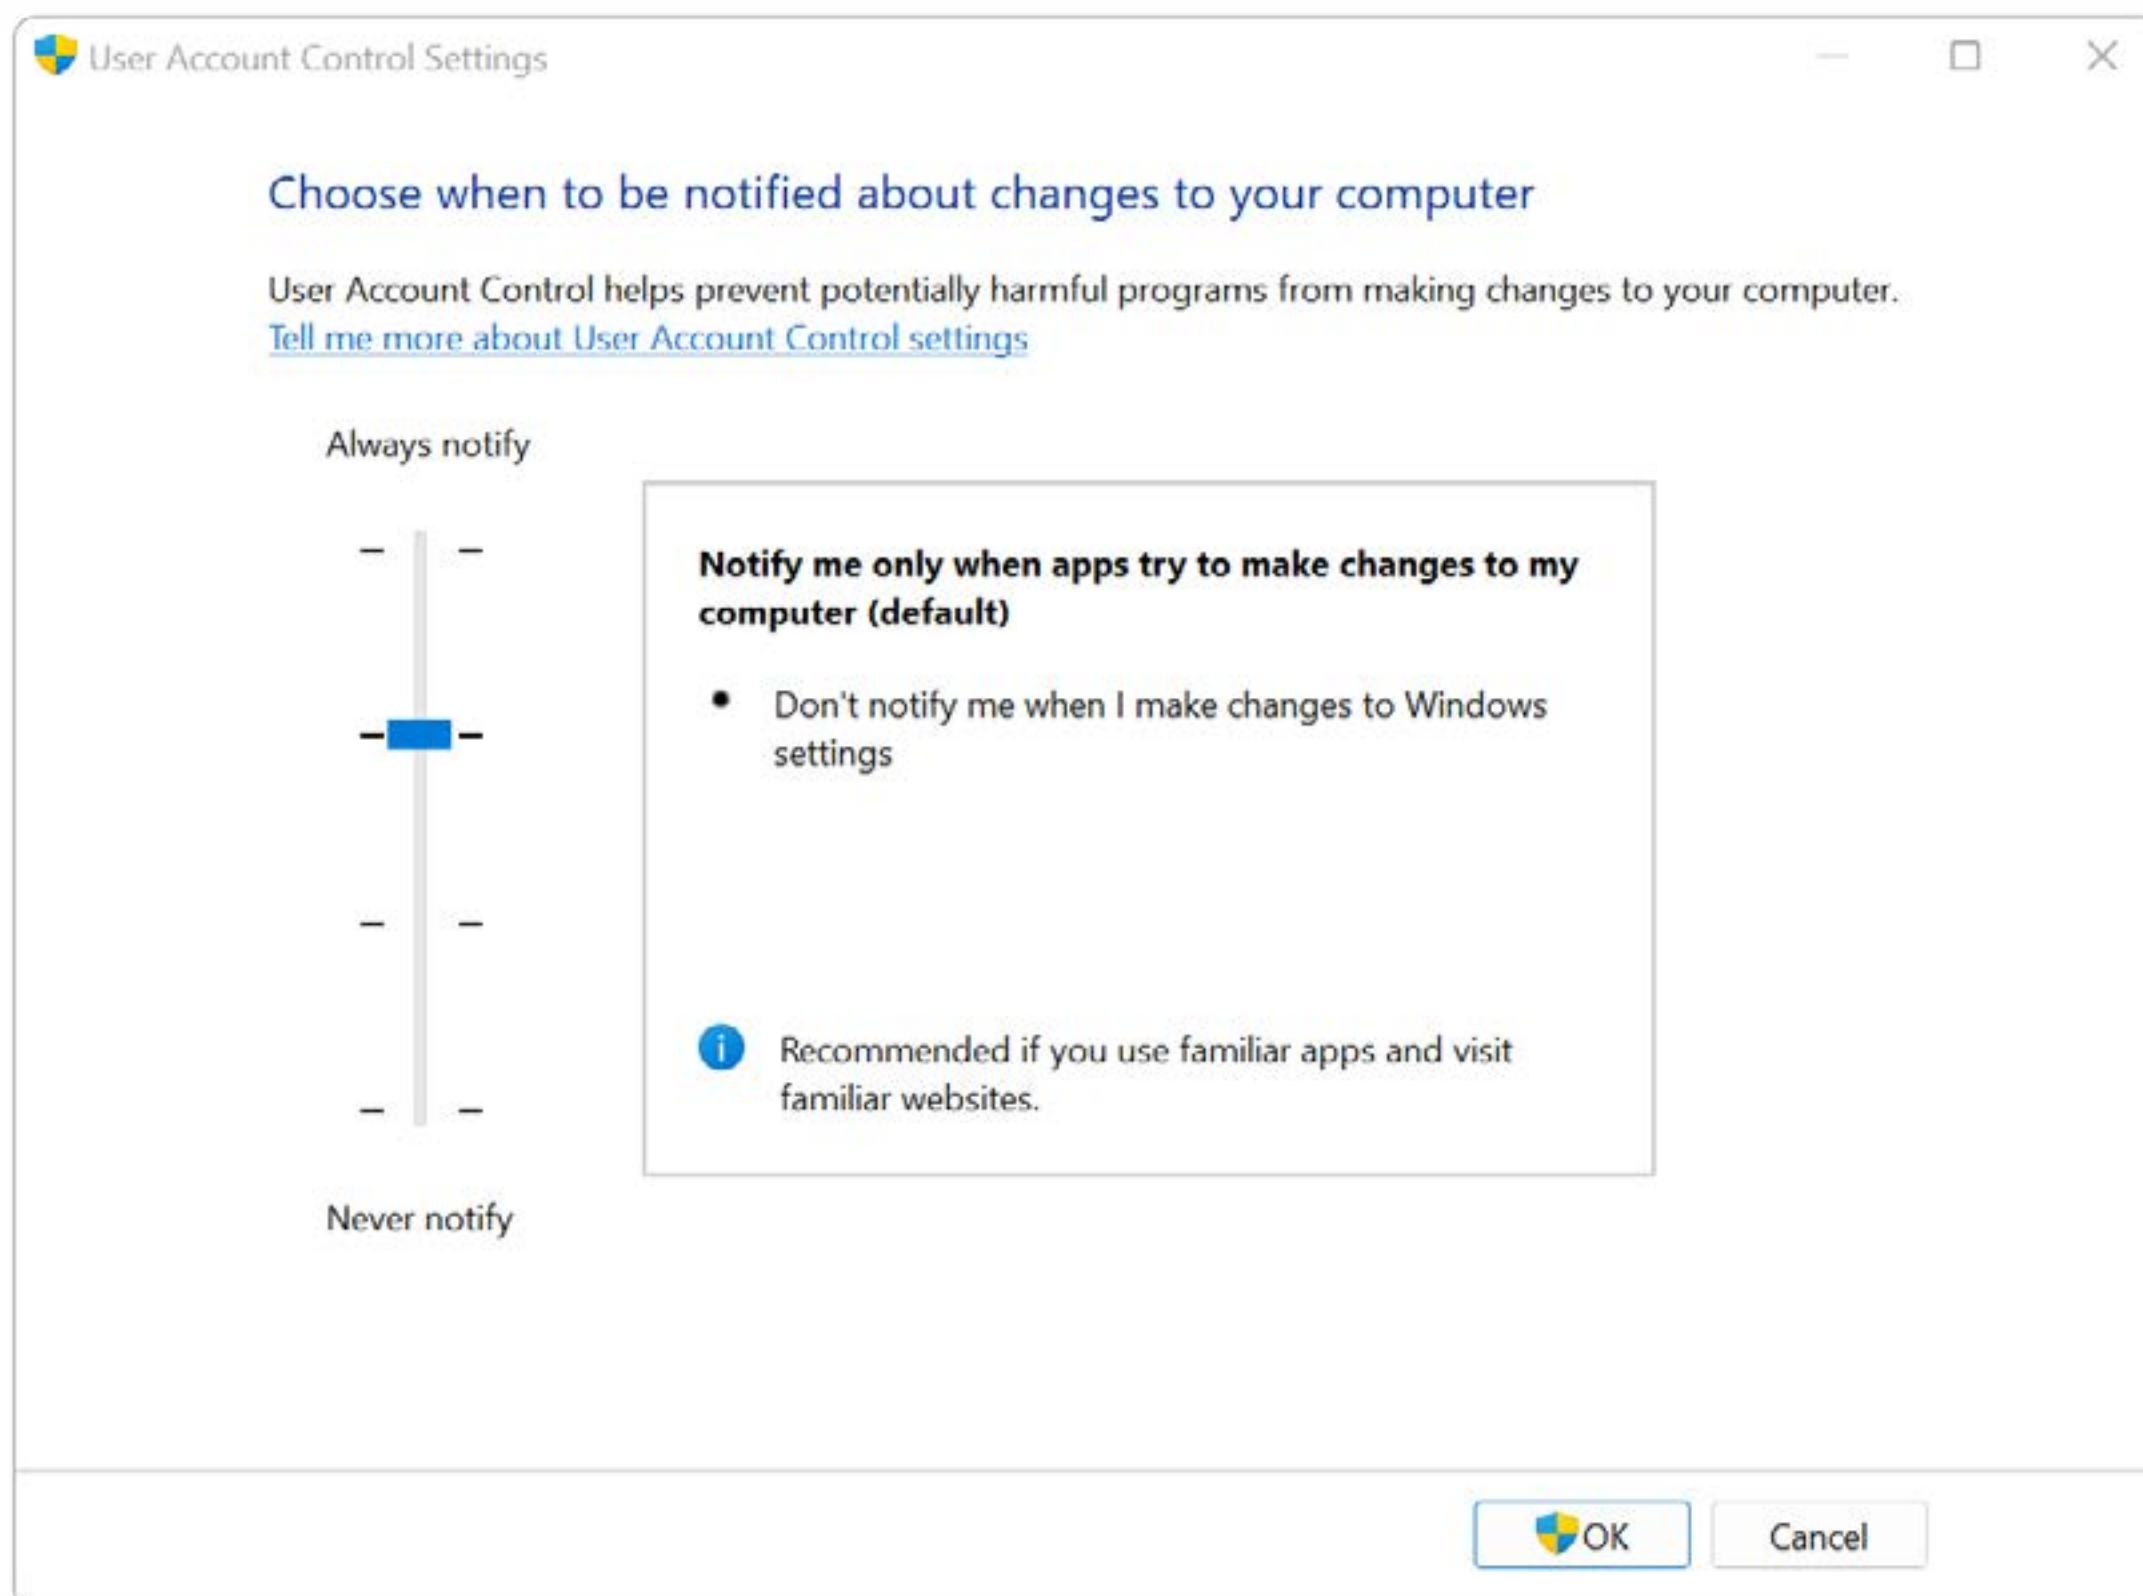 User Account Control Settings
Choose when to be notified about changes to your computer
User Account Control helps prevent potentially harmful programs from making changes to your computer.
Tell me more about User Account Control settings
Always notify
Notify me only when apps try to make changes to my
computer (default)
• Don't notify me when I make changes to Windows
settings
Recommended if you use familiar apps and visit
familiar websites.
Never notify
OK
Cancel